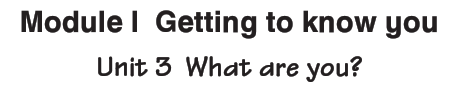 Module I Getting to know you
Unit 3 What are you?